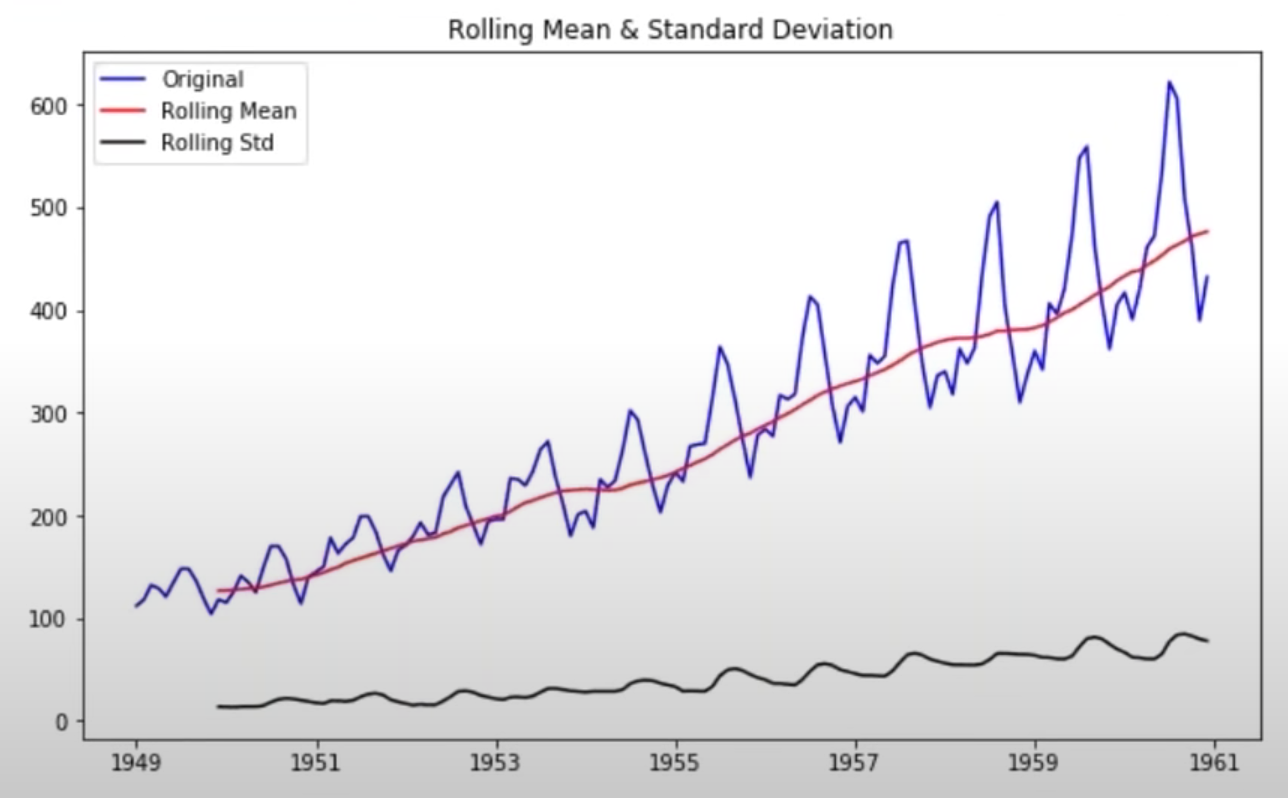 Rolling Mean & Standard Deviation
Original
Rolling Mean
Rolling Std
600
500
400
300
200
100
0
1949 1951 1953 1955 1957 1959 1961